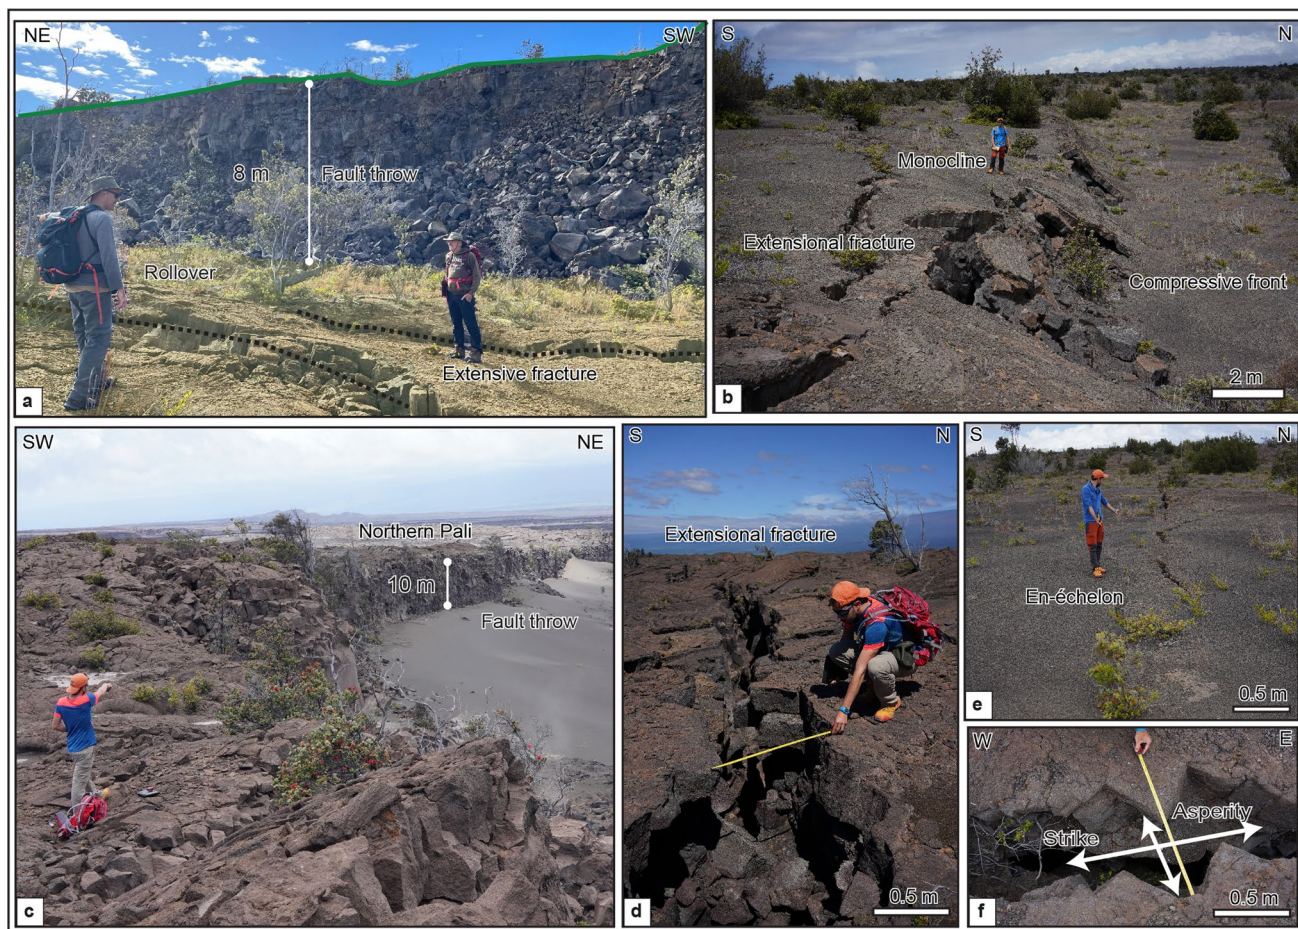 NE
SW
8 m
Fault throw
Rollover
Extensive fracture
a
S
N
Monocline
Extensional fracture
Compressive front
2 m
b
SW
NE
Northern Pali
10 m
Fault throw
c
S
N
Extensional fracture
0.5 m
d
S
N
En-échelon
0.5 m
e
W
E
Asperity
Strike
0.5 m
f